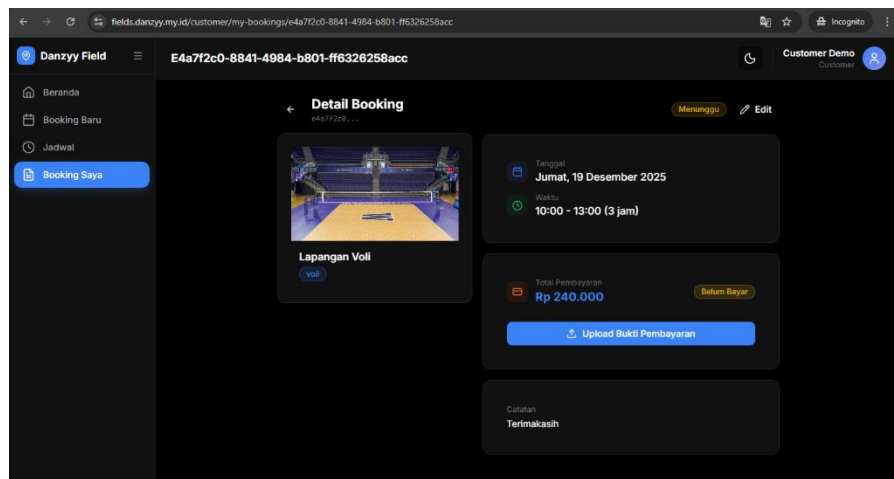 fields.danzyy.my.id/customer/my-bookings/e4a7f2c0-8841-4984-b801-ff6326258acc
Incognito
Danzyy Field
E4a7f2c0-8841-4984-b801-ff6326258acc
Customer Demo
Customer
Beranda
Booking Baru
Jadwal
Booking Saya
Detail Booking
e4a7f2c0...
Menunggu
Edit
Lapangan Voli
voli
Tanggal
Jumat, 19 Desember 2025
Waktu
10:00 - 13:00 (3 jam)
Total Pembayaran
Rp 240.000
Belum Bayar
Upload Bukti Pembayaran
Catatan
Terimakasih